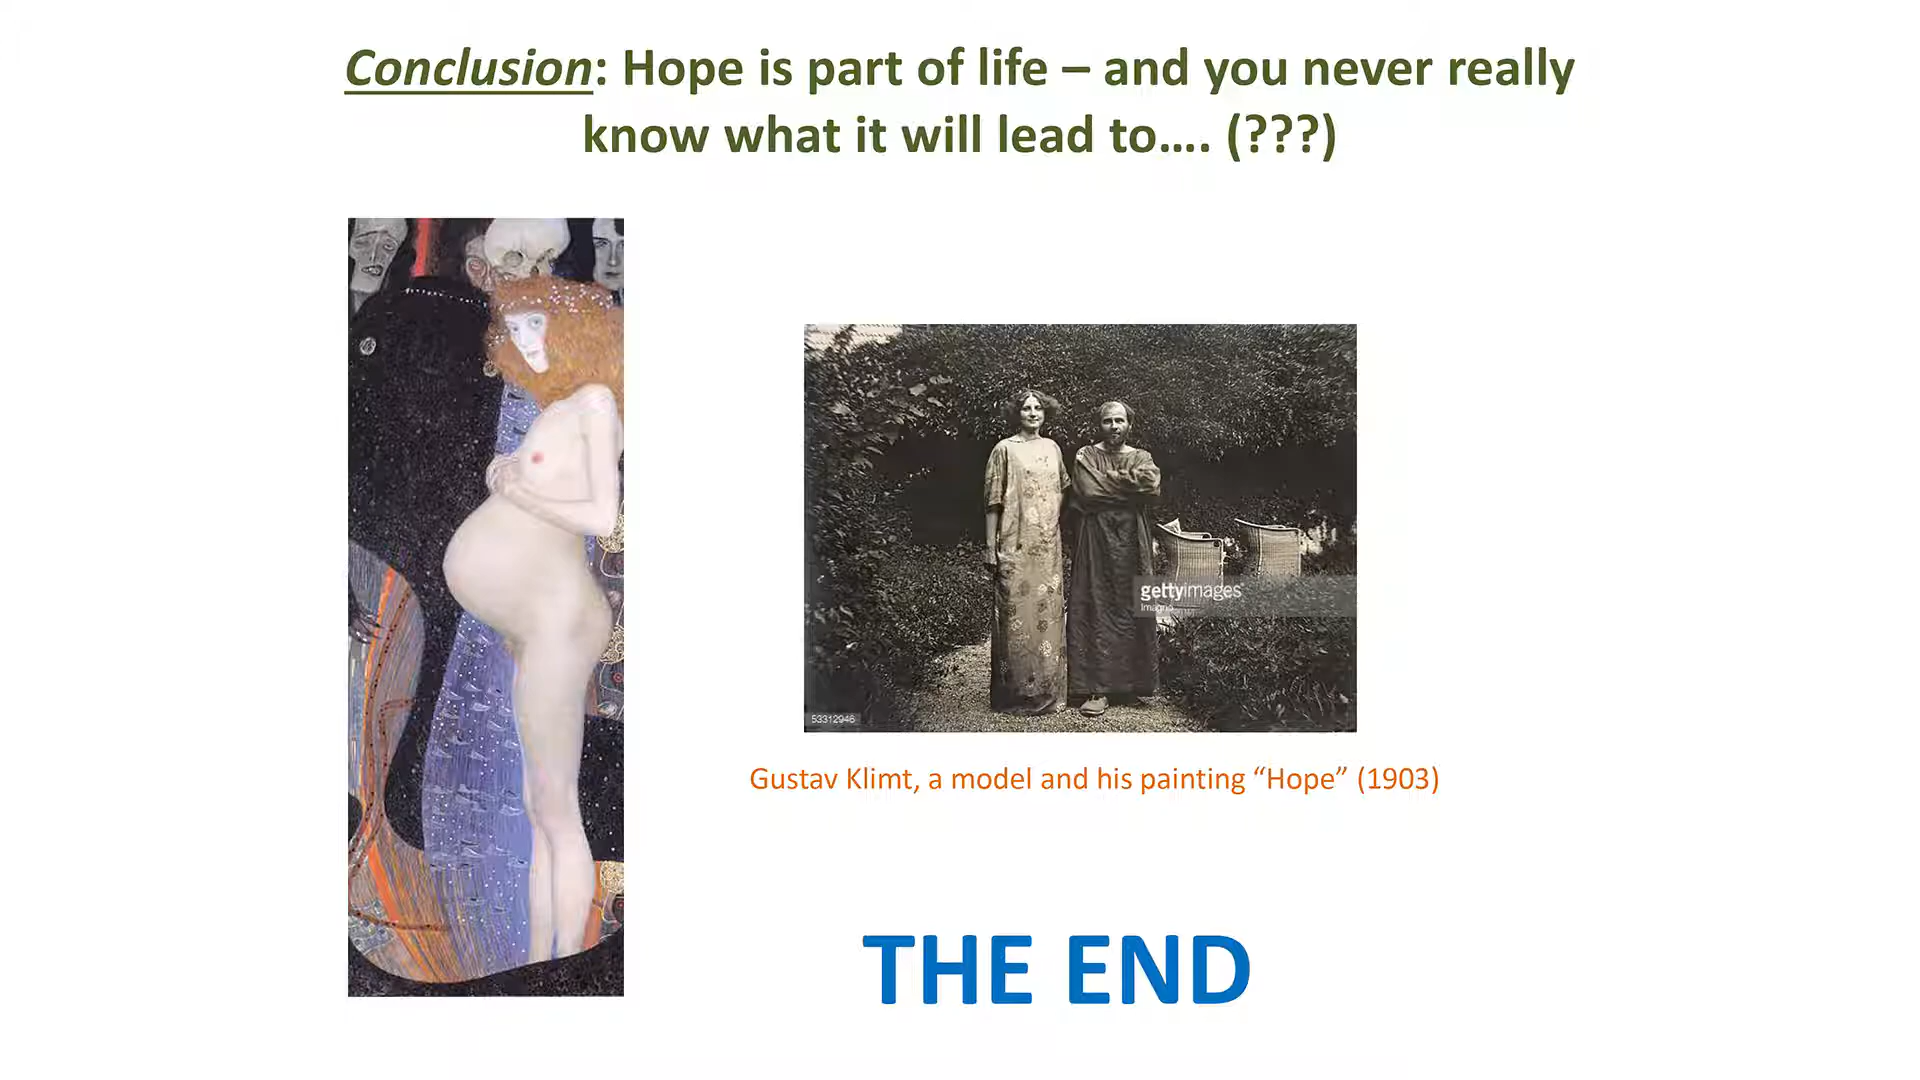 Conclusion: Hope is part of life – and you never really
know what it will lead to…. (???)
gettyimages
Imagno
53312946
Gustav Klimt, a model and his painting “Hope” (1903)
THE END